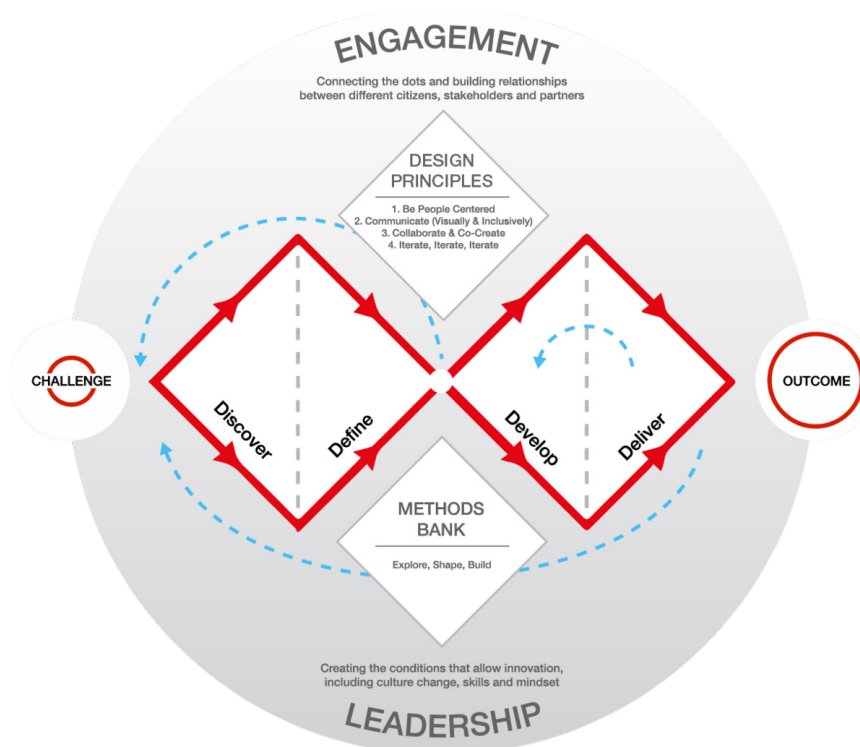 ENGAGEMENT
Connecting the dots and building relationships
between different citizens, stakeholders and partners
DESIGN
PRINCIPLES
1. Be People Centered
2. Communicate (Visually & Inclusively)
3. Collaborate & Co-Create
4. Iterate, Iterate, Iterate
CHALLENGE
OUTCOME
Discover
Define
Develop
Deliver
METHODS
BANK
Explore, Shape, Build
Creating the conditions that allow innovation,
including culture change, skills and mindset
LEADERSHIP